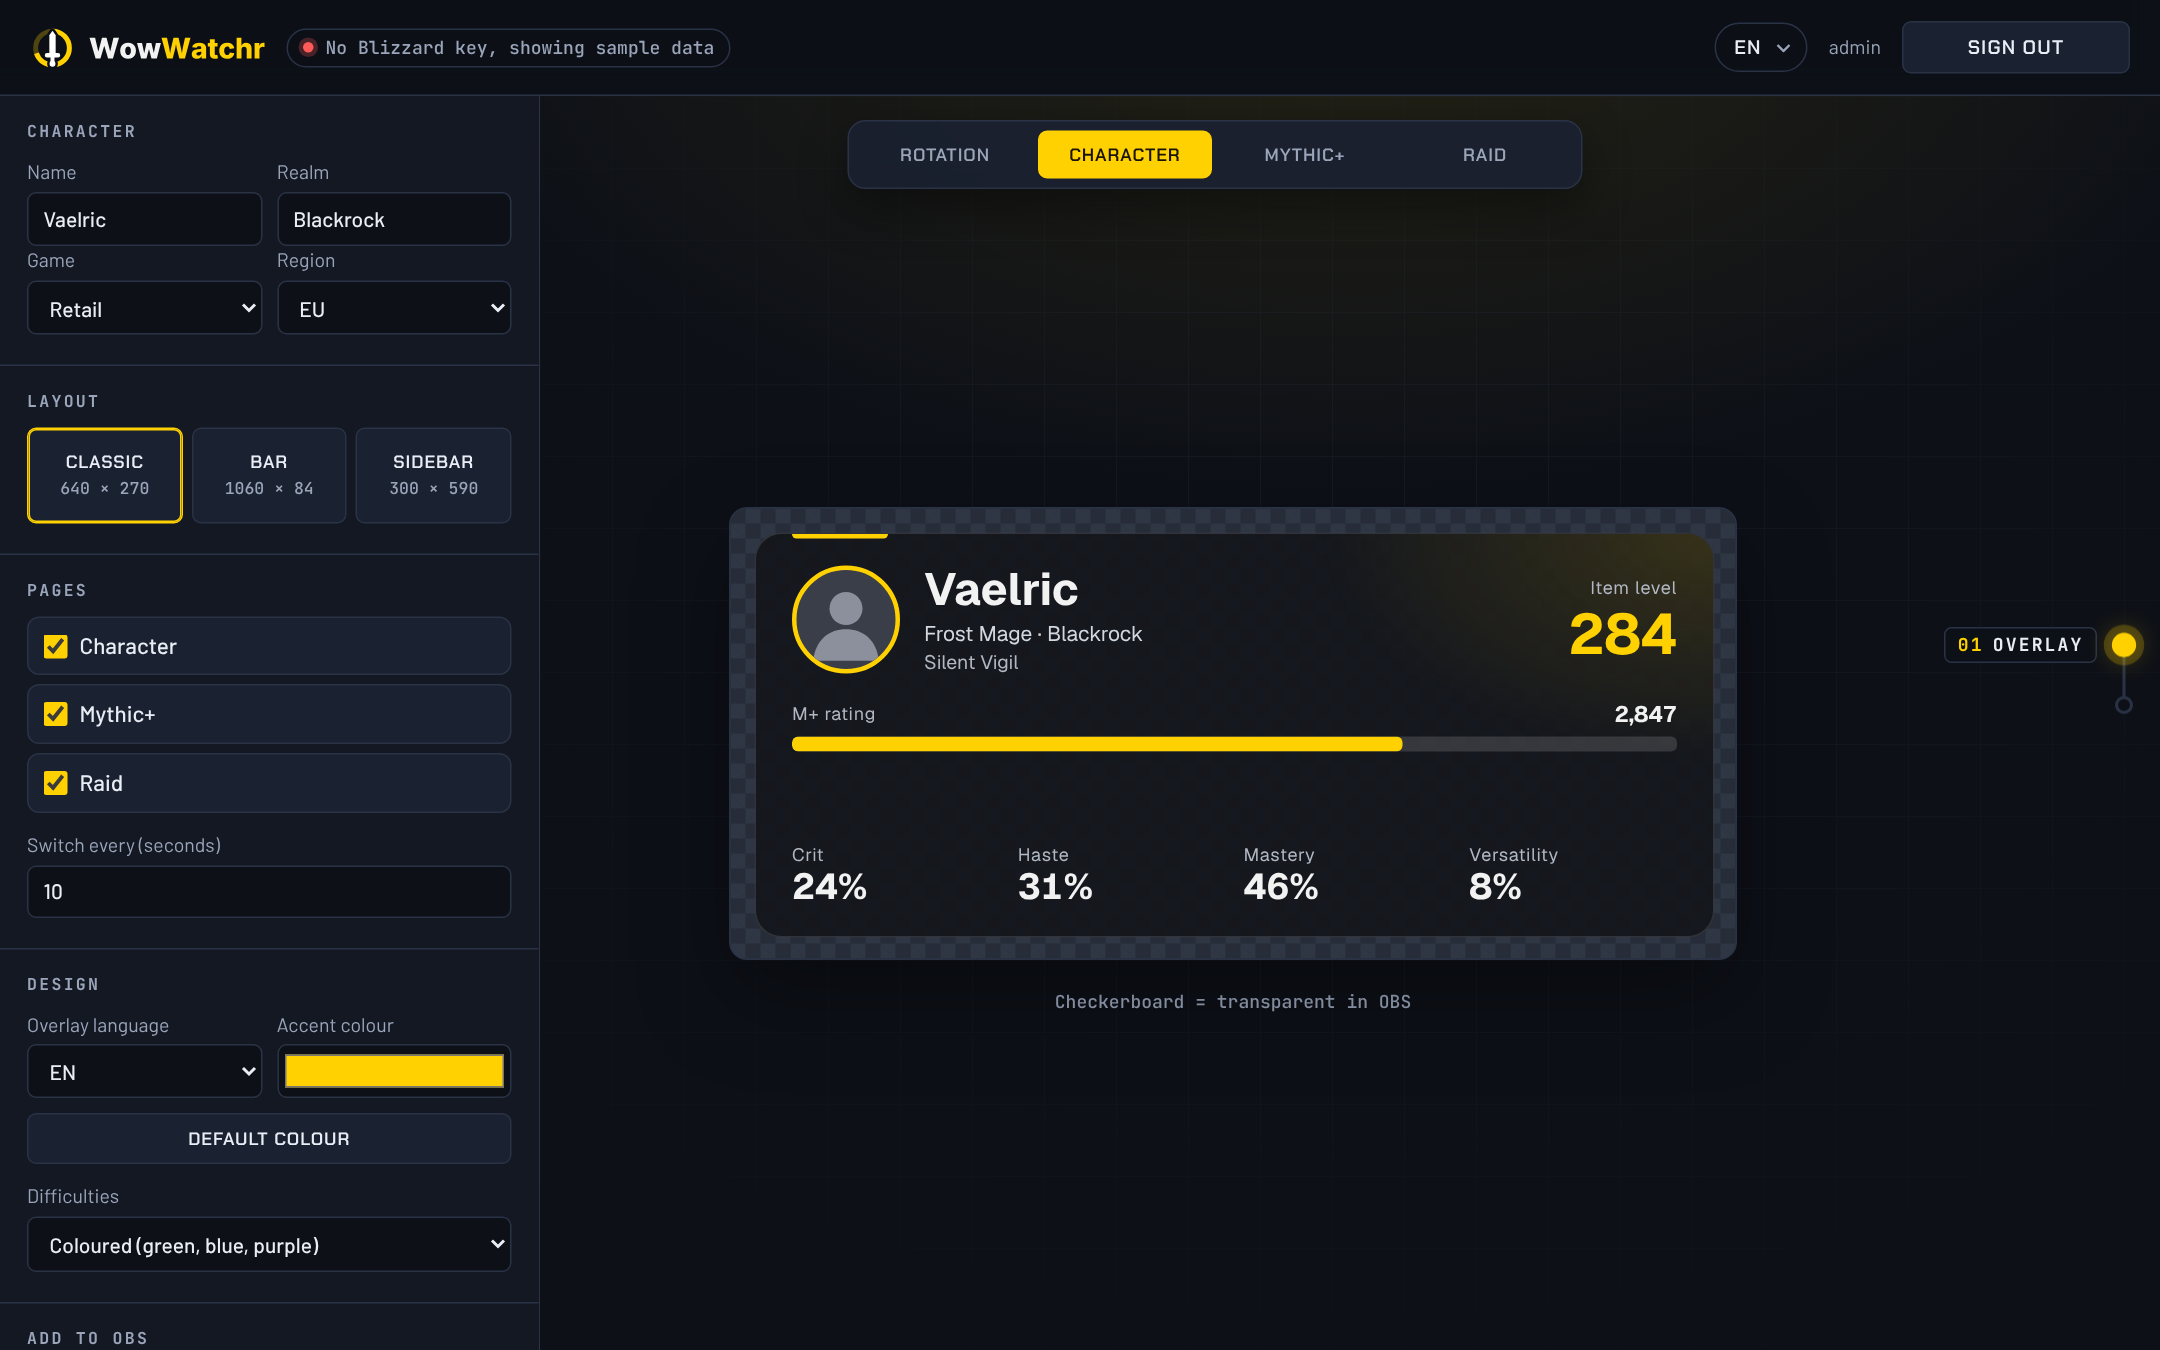 WowWatchr
No Blizzard key, showing sample data
EN
admin
SIGN OUT
CHARACTER
Name
Realm
Vaelric
Blackrock
Game
Region
Retail
EU
LAYOUT
CLASSIC
640 × 270
BAR
1060 × 84
SIDEBAR
300 × 590
PAGES
Character
Mythic+
Raid
Switch every (seconds)
10
DESIGN
Overlay language
Accent colour
EN
DEFAULT COLOUR
Difficulties
Coloured (green, blue, purple)
ADD TO OBS
ROTATION
CHARACTER
MYTHIC+
RAID
Vaelric
Frost Mage · Blackrock
Silent Vigil
Item level
284
M+ rating
2,847
Crit
24%
Haste
31%
Mastery
46%
Versatility
8%
Checkerboard = transparent in OBS
01 OVERLAY